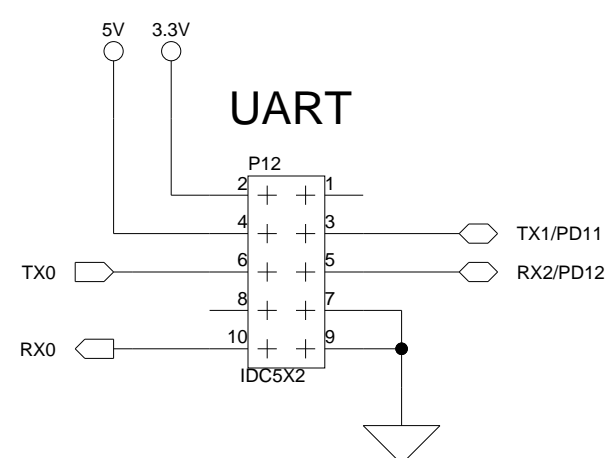 5V 3.3V
UART
P12
2 1
4 3 TX1/PD11
TX0 6 5 RX2/PD12
8 7
RX0 10 9
IDC5X2